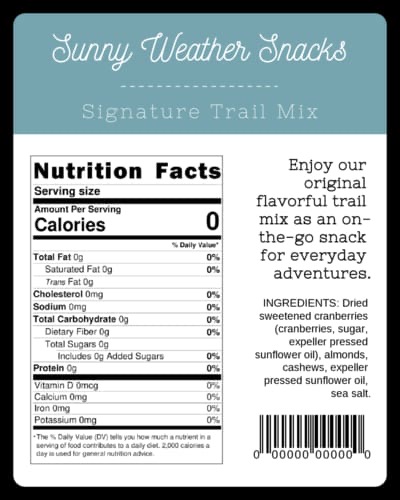 Sunny Weather Snacks
Signature Trail Mix
Nutrition Facts
Serving size
Amount Per Serving
Calories 0
% Daily Value*
Total Fat 0g 0%
Saturated Fat 0g 0%
Trans Fat 0g
Cholesterol 0mg 0%
Sodium 0mg 0%
Total Carbohydrate 0g 0%
Dietary Fiber 0g 0%
Total Sugars 0g
Includes 0g Added Sugars 0%
Protein 0g 0%
Vitamin D 0mcg 0%
Calcium 0mg 0%
Iron 0mg 0%
Potassium 0mg 0%
*The % Daily Value (DV) tells you how much a nutrient in a
serving of food contributes to a daily diet. 2,000 calories a
day is used for general nutrition advice.
Enjoy our
original
flavorful trail
mix as an on-
the-go snack
for everyday
adventures.
INGREDIENTS: Dried
sweetened cranberries
(cranberries, sugar,
expeller pressed
sunflower oil), almonds,
cashews, expeller
pressed sunflower oil,
sea salt.
0 00000 00000 0